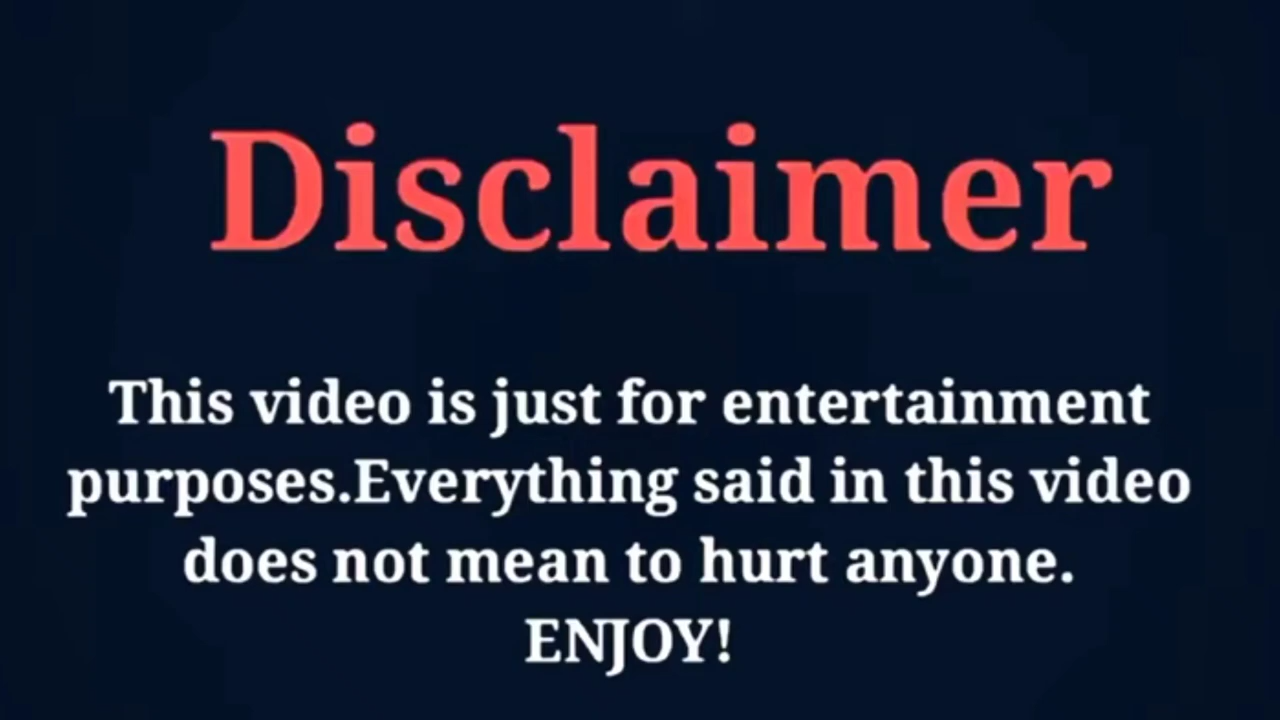 Disclaimer
This video is just for entertainment
purposes.Everything said in this video
does not mean to hurt anyone.
ENJOY!